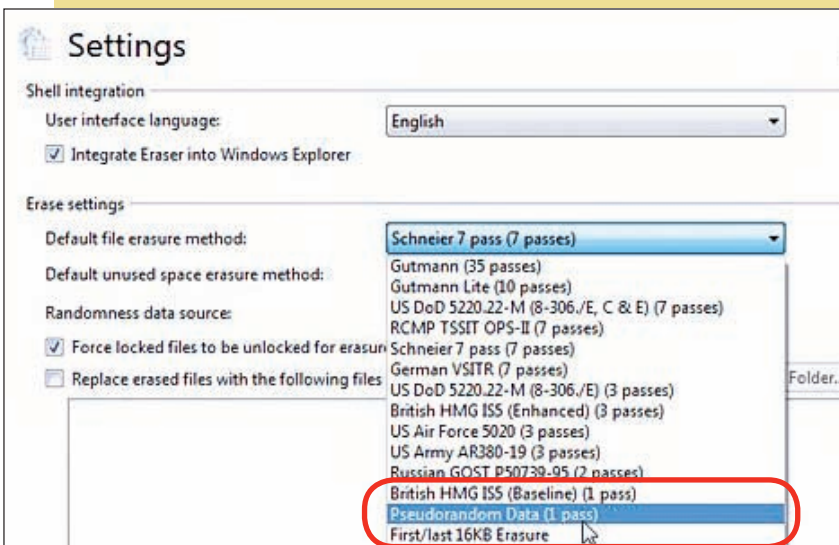 Settings
Shell integration
User interface language:
English
Integrate Eraser into Windows Explorer
Erase settings
Default file erasure method:
Schneier 7 pass (7 passes)
Default unused space erasure method:
Randomness data source:
Force locked files to be unlocked for erasur
Replace erased files with the following files
Folder.
Gutmann (35 passes)
Gutmann Lite (10 passes)
US DoD 5220.22-M (8-306./E, C & E) (7 passes)
RCMP TSSIT OPS-II (7 passes)
Schneier 7 pass (7 passes)
German VSITR (7 passes)
US DoD 5220.22-M (8-306./E) (3 passes)
British HMG IS5 (Enhanced) (3 passes)
US Air Force 5020 (3 passes)
US Army AR380-19 (3 passes)
Russian GOST P50739-95 (2 passes)
British HMG IS5 (Baseline) (1 pass)
Pseudorandom Data (1 pass)
First/last 16KB Erasure